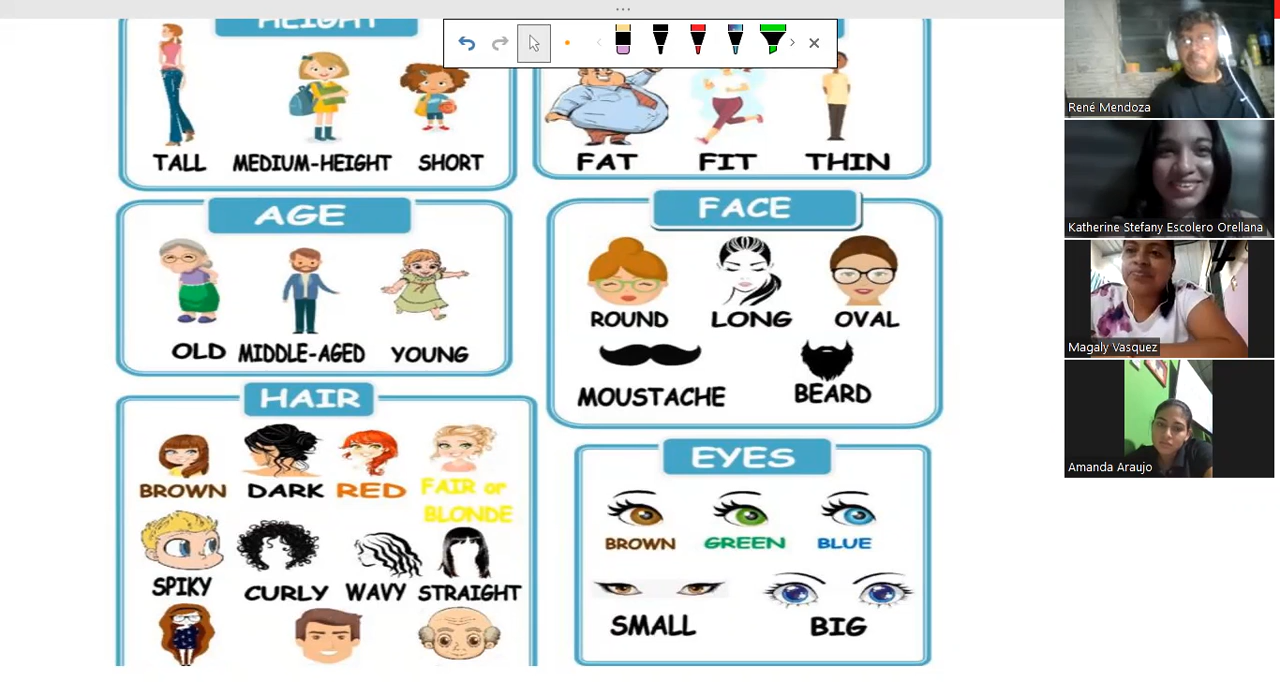 HEIGHT
TALL MEDIUM-HEIGHT SHORT
FAT FIT THIN
AGE
OLD MIDDLE-AGED YOUNG
FACE
ROUND LONG OVAL
MOUSTACHE BEARD
HAIR
BROWN DARK RED FAIR or BLONDE
SPIKY CURLY WAVY STRAIGHT
EYES
BROWN GREEN BLUE
SMALL BIG
René Mendoza
Katherine Stefany Escolero Orellana
Magaly Vasquez
Amanda Araujo